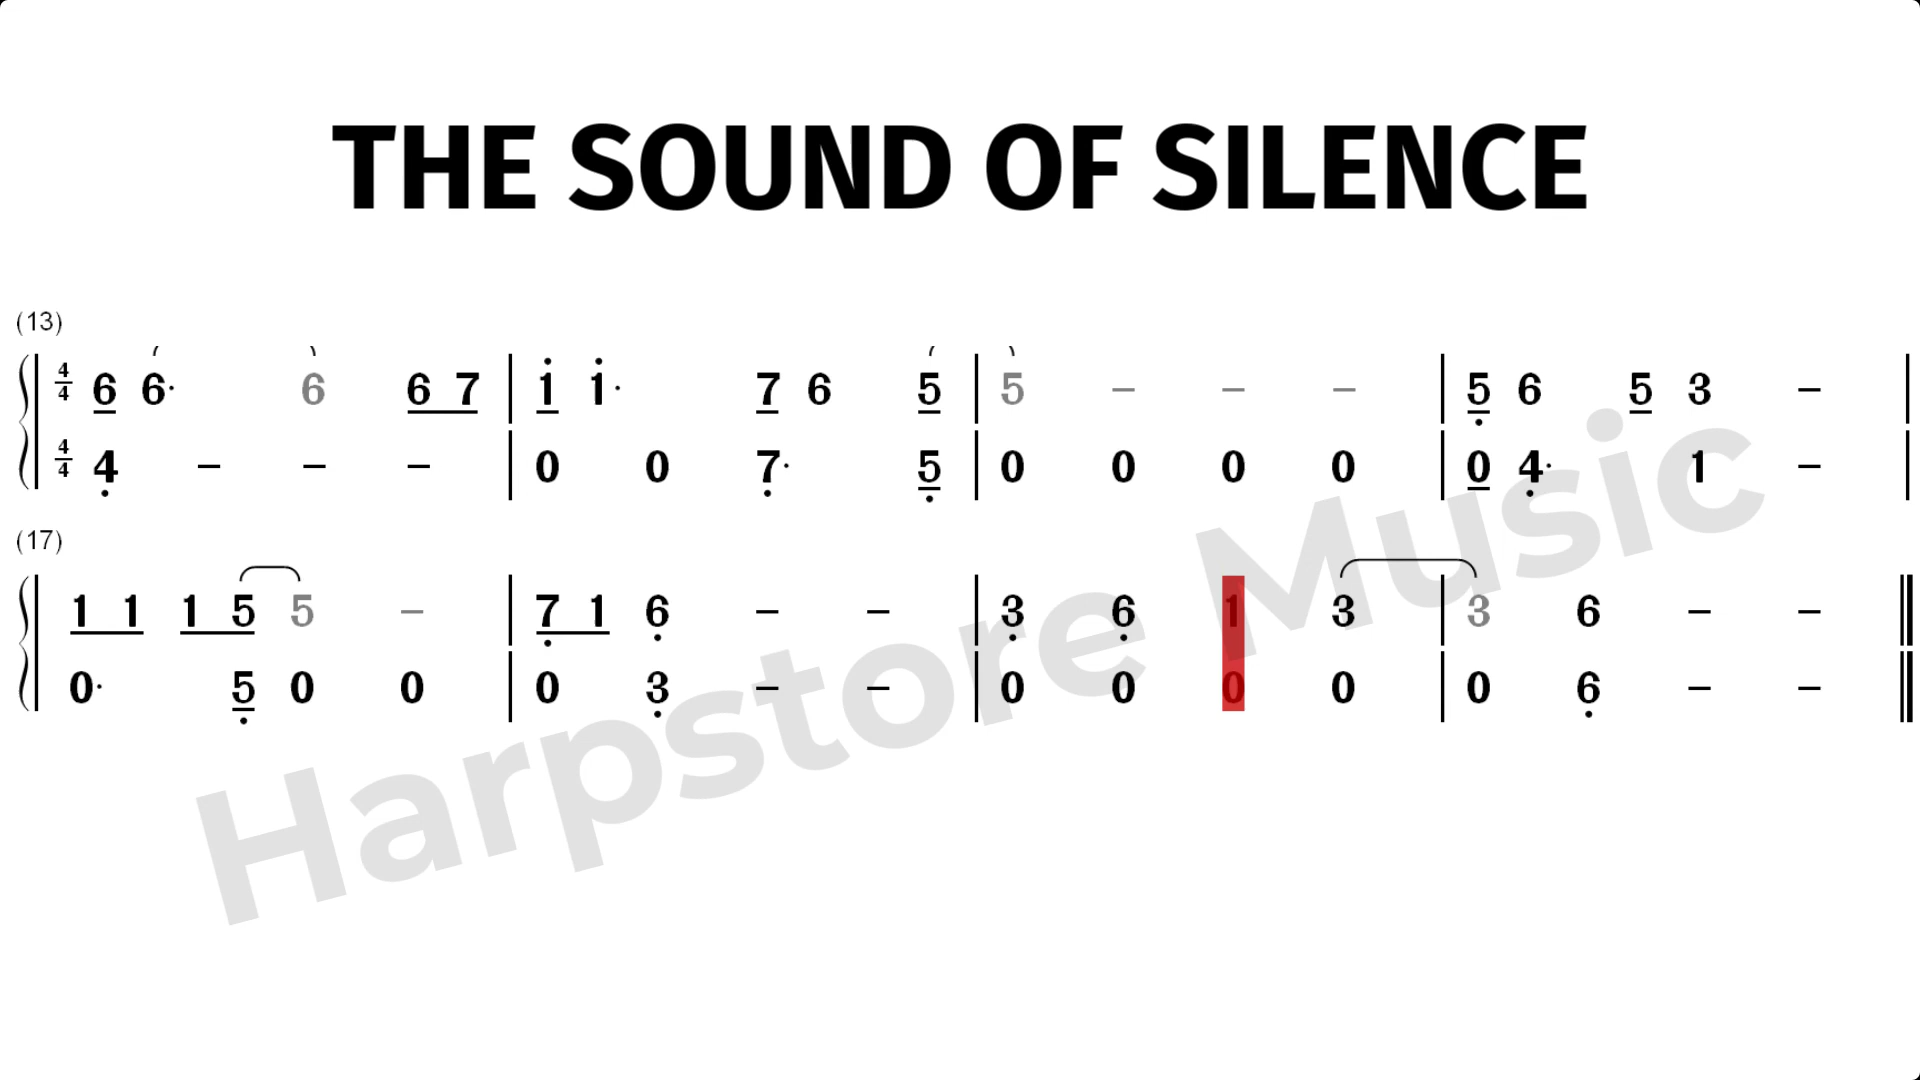 THE SOUND OF SILENCE
(13)
4/4 6 6· 6 6 7 | 1 1· 7 6 5 | 5 – – – | 5 6 5 3 – |
4/4 4 – – – | 0 0 7· 5 | 0 0 0 0 | 0 4· 1 – |
(17)
1 1 1 5 5 – | 7 1 6 – – | 3 6 1 3 | 3 6 – – ||
0· 5 0 0 | 0 3 – – | 0 0 0 0 | 0 6 – – ||
Harpstore Music